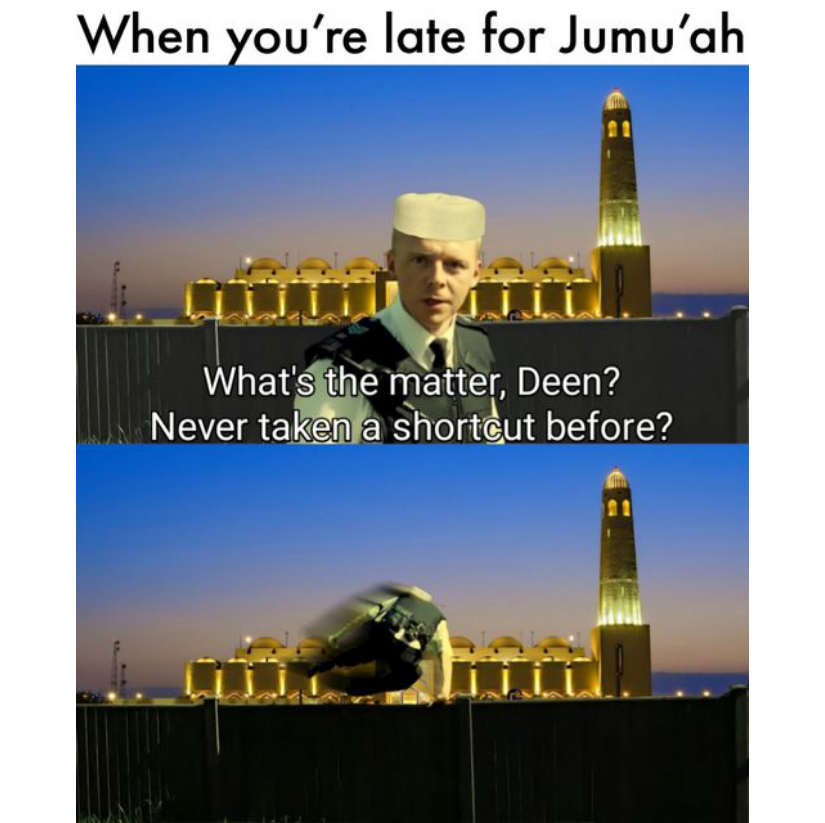 When you’re late for Jumu’ah
What's the matter, Deen?
Never taken a shortcut before?